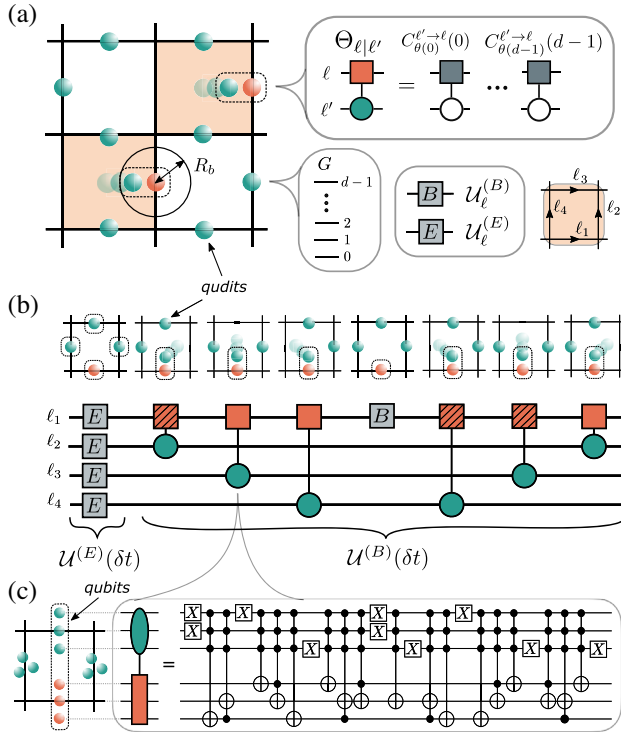 (a)
Θ_{ℓ|ℓ'}
C^{ℓ'→ℓ}_{θ(0)}(0)
C^{ℓ'→ℓ}_{θ(d−1)}(d−1)
ℓ
ℓ'
=
...
R_b
G
d−1
⋮
2
1
0
B U_ℓ^{(B)}
E U_ℓ^{(E)}
ℓ_3
ℓ_4
ℓ_2
ℓ_1
qudits
(b)
ℓ_1 E B
ℓ_2 E
ℓ_3 E
ℓ_4 E
U^{(E)}(δt)
U^{(B)}(δt)
qubits
(c)
=
X X X X
X X
X X X X